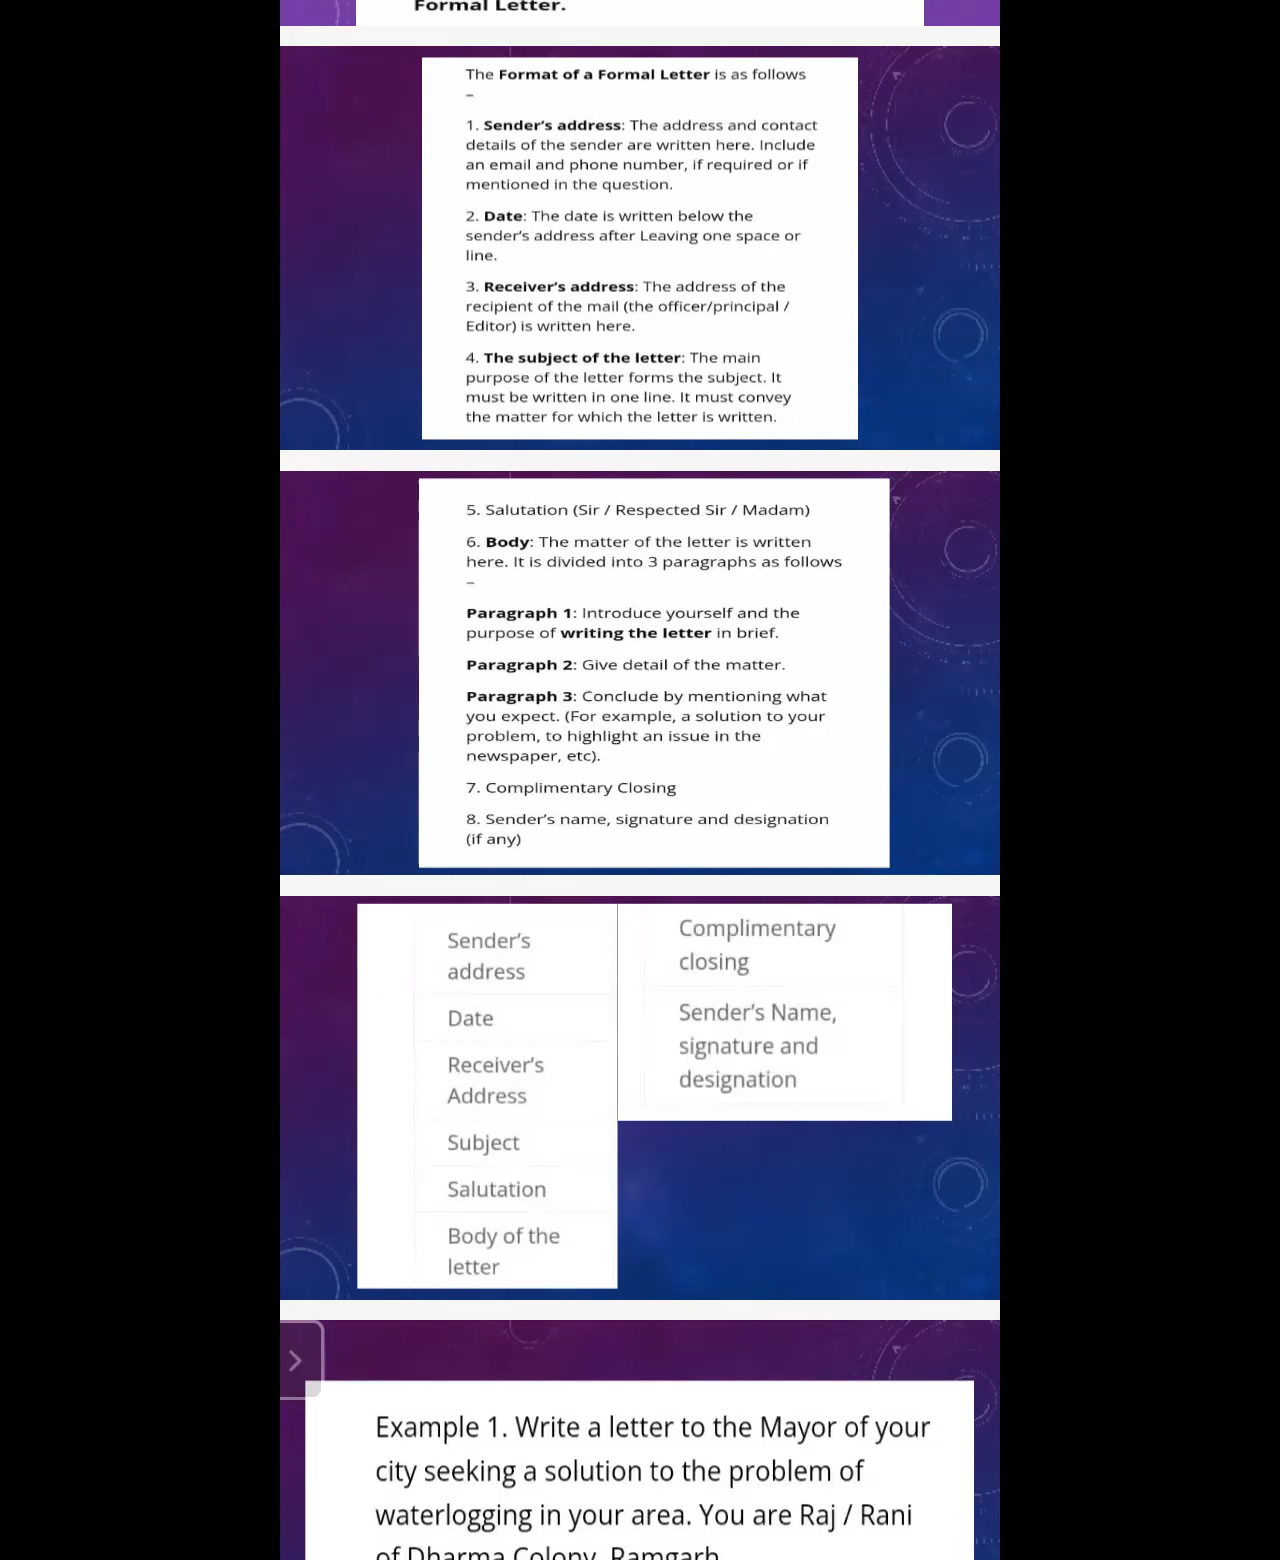 Formal Letter.
The Format of a Formal Letter is as follows
–
1. Sender's address: The address and contact
details of the sender are written here. Include
an email and phone number, if required or if
mentioned in the question.
2. Date: The date is written below the
sender's address after Leaving one space or
line.
3. Receiver's address: The address of the
recipient of the mail (the officer/principal /
Editor) is written here.
4. The subject of the letter: The main
purpose of the letter forms the subject. It
must be written in one line. It must convey
the matter for which the letter is written.
5. Salutation (Sir / Respected Sir / Madam)
6. Body: The matter of the letter is written
here. It is divided into 3 paragraphs as follows
–
Paragraph 1: Introduce yourself and the
purpose of writing the letter in brief.
Paragraph 2: Give detail of the matter.
Paragraph 3: Conclude by mentioning what
you expect. (For example, a solution to your
problem, to highlight an issue in the
newspaper, etc).
7. Complimentary Closing
8. Sender's name, signature and designation
(if any)
Sender's
address
Date
Receiver's
Address
Subject
Salutation
Body of the
letter
Complimentary
closing
Sender's Name,
signature and
designation
Example 1. Write a letter to the Mayor of your
city seeking a solution to the problem of
waterlogging in your area. You are Raj / Rani
of Dharma Colony, Ramgarh